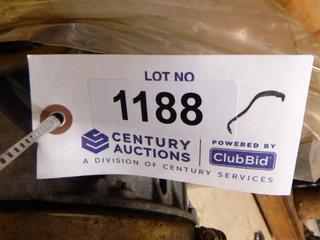 LOT NO
1188
CENTURY
AUCTIONS
A DIVISION OF CENTURY SERVICES
POWERED BY
ClubBid